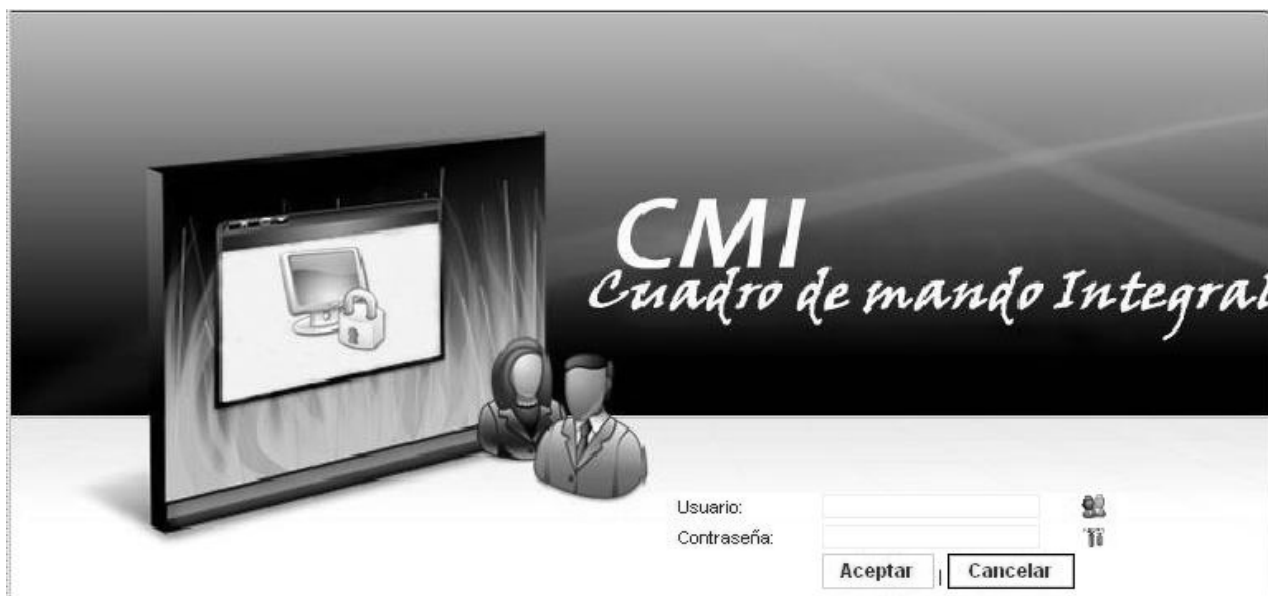 CMI
Cuadro de mando Integral
Usuario:
Contraseña:
Aceptar | Cancelar